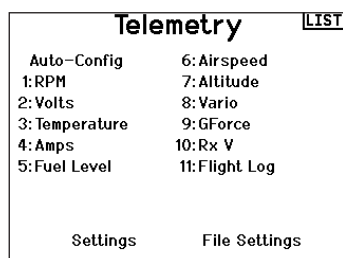 Telemetry
LIST
Auto-Config
1:RPM
2:Volts
3:Temperature
4:Amps
5:Fuel Level
6:Airspeed
7:Altitude
8:Vario
9:GForce
10:Rx V
11:Flight Log
Settings
File Settings